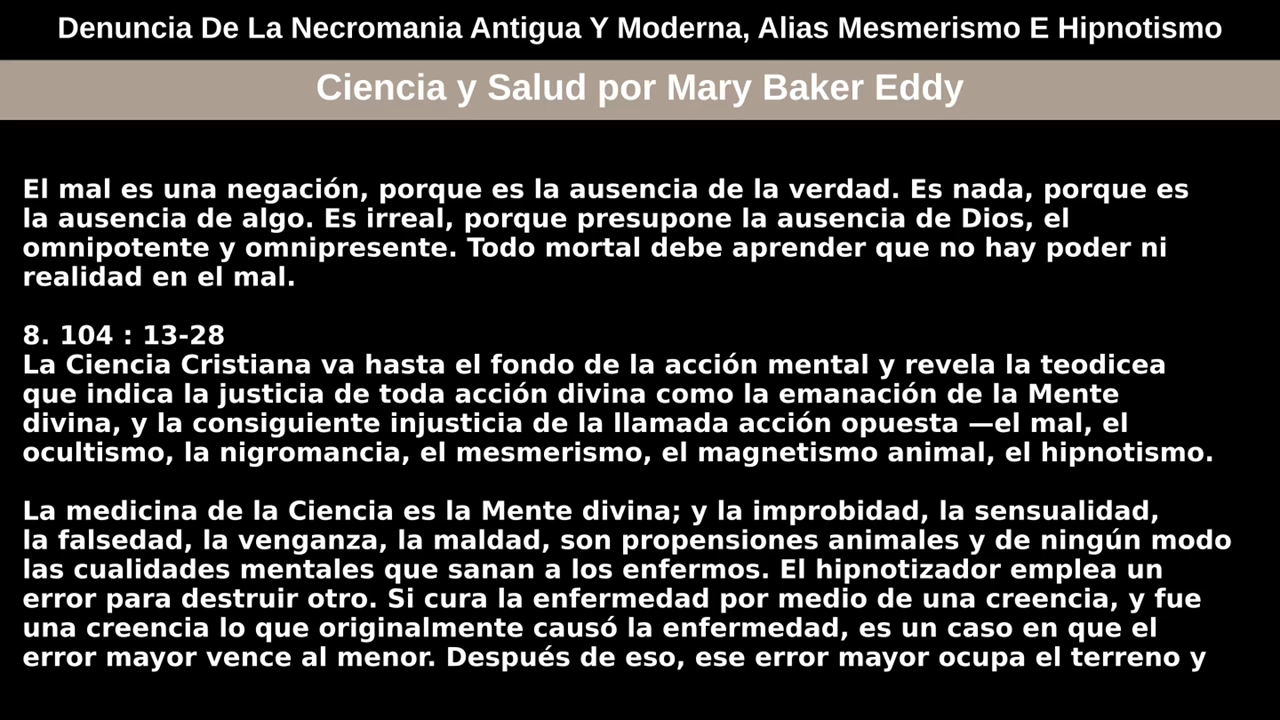 Denuncia De La Necromania Antigua Y Moderna, Alias Mesmerismo E Hipnotismo
Ciencia y Salud por Mary Baker Eddy
El mal es una negación, porque es la ausencia de la verdad. Es nada, porque es
la ausencia de algo. Es irreal, porque presupone la ausencia de Dios, el
omnipotente y omnipresente. Todo mortal debe aprender que no hay poder ni
realidad en el mal.
8. 104 : 13-28
La Ciencia Cristiana va hasta el fondo de la acción mental y revela la teodicea
que indica la justicia de toda acción divina como la emanación de la Mente
divina, y la consiguiente injusticia de la llamada acción opuesta —el mal, el
ocultismo, la nigromancia, el mesmerismo, el magnetismo animal, el hipnotismo.
La medicina de la Ciencia es la Mente divina; y la improbidad, la sensualidad,
la falsedad, la venganza, la maldad, son propensiones animales y de ningún modo
las cualidades mentales que sanan a los enfermos. El hipnotizador emplea un
error para destruir otro. Si cura la enfermedad por medio de una creencia, y fue
una creencia lo que originalmente causó la enfermedad, es un caso en que el
error mayor vence al menor. Después de eso, ese error mayor ocupa el terreno y